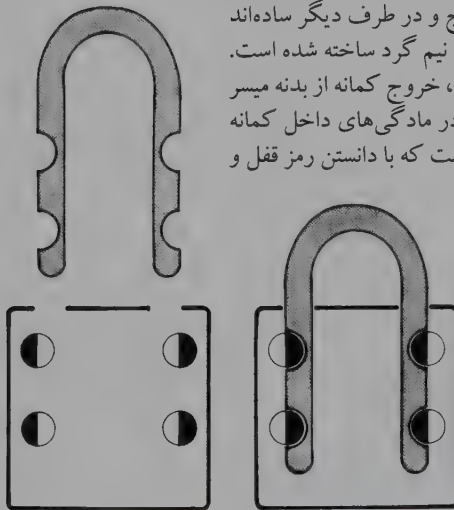 ج و در طرف دیگر ساده‌اند
نیم گرد ساخته شده است.
، خروج کمانه از بدنه میسر
در مادگی‌های داخل کمانه
ست که با دانستن رمز قفل و